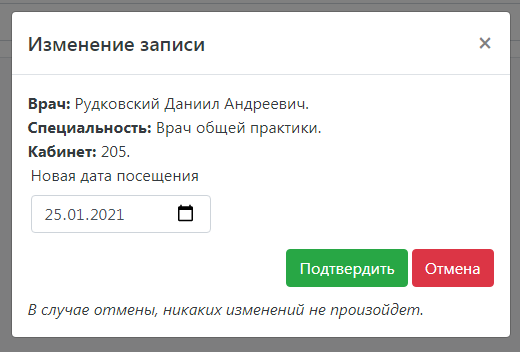 Изменение записи
×
Врач: Рудковский Даниил Андреевич.
Специальность: Врач общей практики.
Кабинет: 205.
Новая дата посещения
25.01.2021
Подтвердить Отмена
В случае отмены, никаких изменений не произойдет.